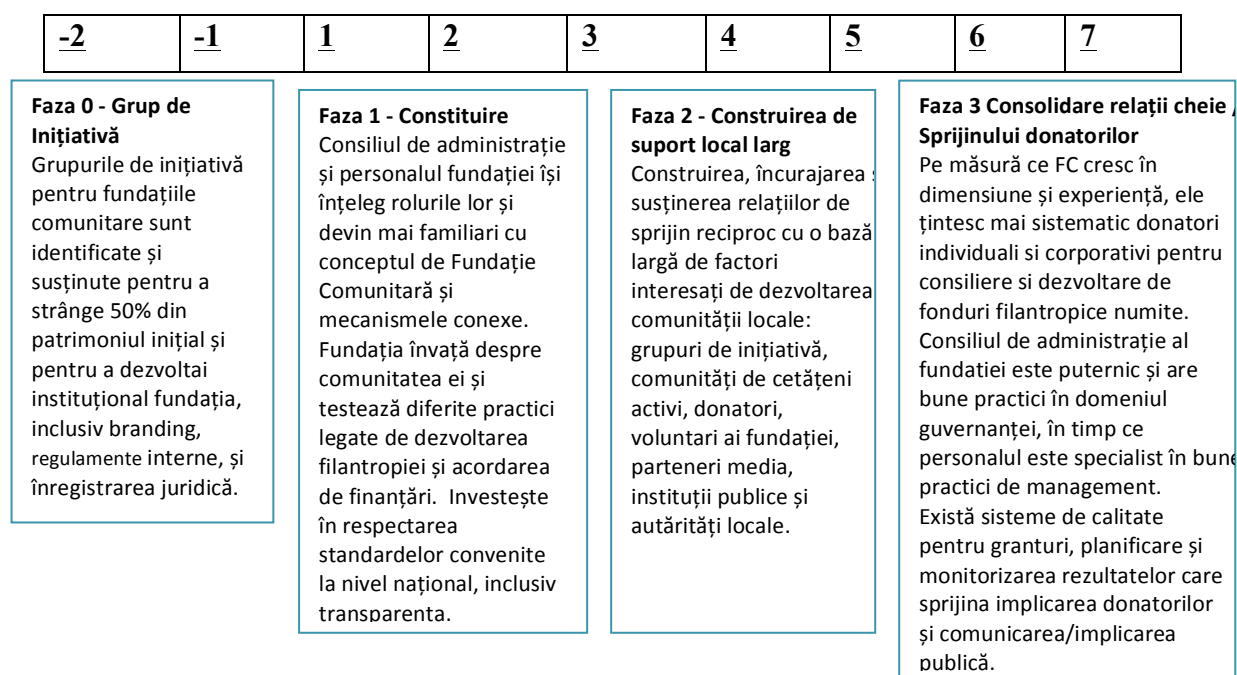 -2 -1 1 2 3 4 5 6 7
Faza 0 - Grup de
Inițiativă
Grupurile de inițiativă
pentru fundațiile
comunitare sunt
identificate și
susținute pentru a
strânge 50% din
patrimoniul inițial și
pentru a dezvoltai
instituțional fundația,
inclusiv branding,
regulamente interne, și
înregistrarea juridică.
Faza 1 - Constituire
Consiliul de administrație
și personalul fundației își
înțeleg rolurile lor și
devin mai familiari cu
conceptul de Fundație
Comunitară și
mecanismele conexe.
Fundația învață despre
comunitatea ei și
testează diferite practici
legate de dezvoltarea
filantropiei și acordarea
de finanțări. Investește
în respectarea
standardelor convenite
la nivel național, inclusiv
transparenta.
Faza 2 - Construirea de
suport local larg
Construirea, încurajarea
susținerea relațiilor de
sprijin reciproc cu o bază
largă de factori
interesați de dezvoltarea
comunității locale:
grupuri de inițiativă,
comunități de cetățeni
activi, donatori,
voluntari ai fundației,
parteneri media,
instituții publice și
autărități locale.
Faza 3 Consolidare relații cheie /
Sprijinului donatorilor
Pe măsură ce FC cresc în
dimensiune și experiență, ele
țintesc mai sistematic donatori
individuali si corporativi pentru
consiliere si dezvoltare de
fonduri filantropice numite.
Consiliul de administrație al
fundatiei este puternic și are
bune practici în domeniul
guvernanței, în timp ce
personalul este specialist în bune
practici de management.
Există sisteme de calitate
pentru granturi, planificare și
monitorizarea rezultatelor care
sprijina implicarea donatorilor
și comunicarea/implicarea
publică.